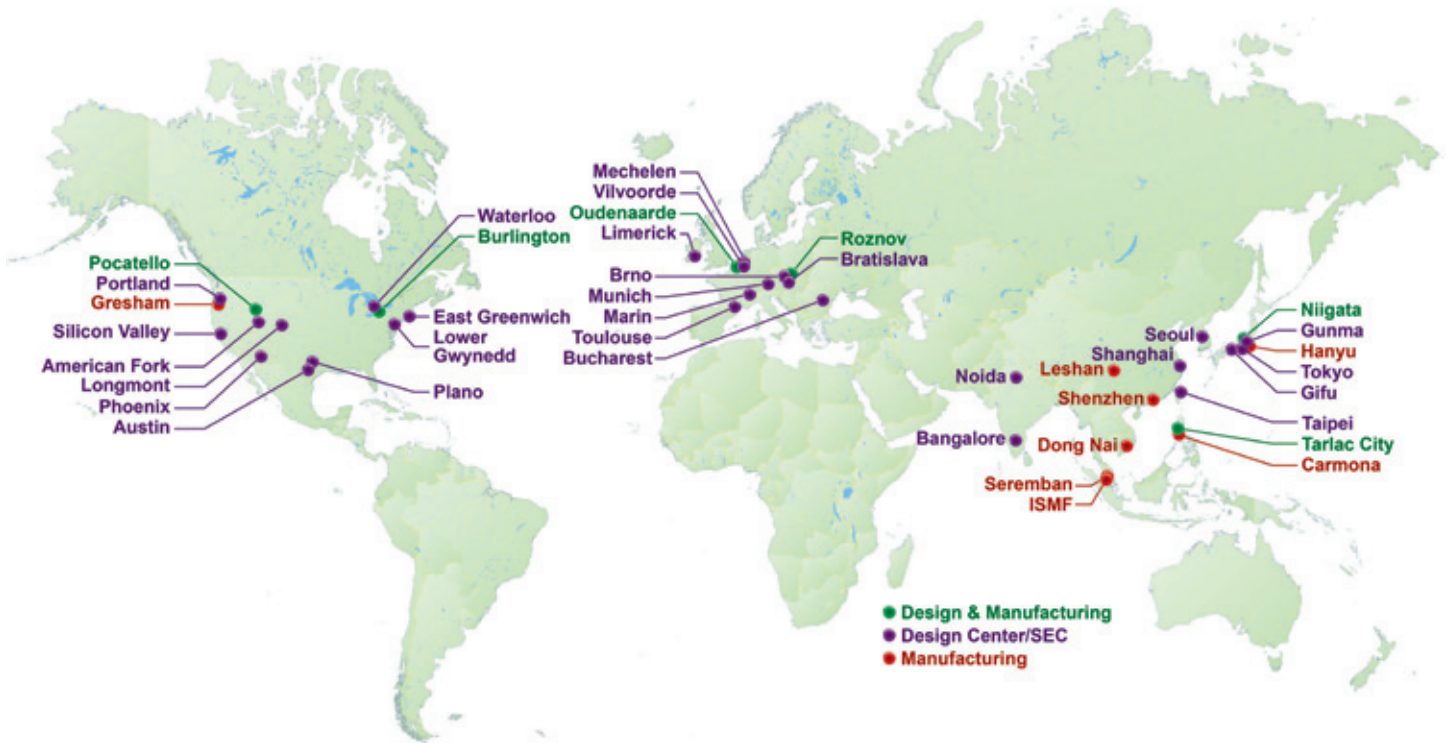 Pocatello
Portland
Gresham
Silicon Valley
American Fork
Longmont
Phoenix
Austin
Waterloo
Burlington
East Greenwich
Lower
Gwynedd
Plano
Mechelen
Vilvoorde
Oudenaarde
Limerick
Brno
Munich
Marin
Toulouse
Bucharest
Roznov
Bratislava
Noida
Bangalore
Seoul
Shanghai
Leshan
Shenzhen
Dong Nai
Seremban
ISMF
Niigata
Gunma
Hanyu
Tokyo
Gifu
Taipei
Tarlac City
Carmona
Design & Manufacturing
Design Center/SEC
Manufacturing